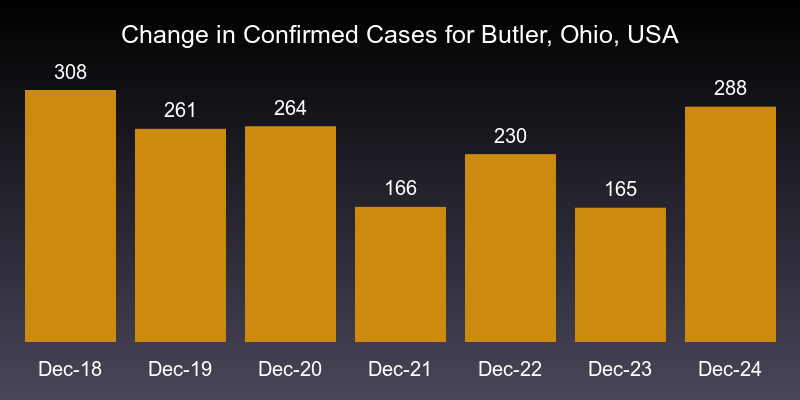 Change in Confirmed Cases for Butler, Ohio, USA
308
261
264
166
230
165
288
Dec-18
Dec-19
Dec-20
Dec-21
Dec-22
Dec-23
Dec-24